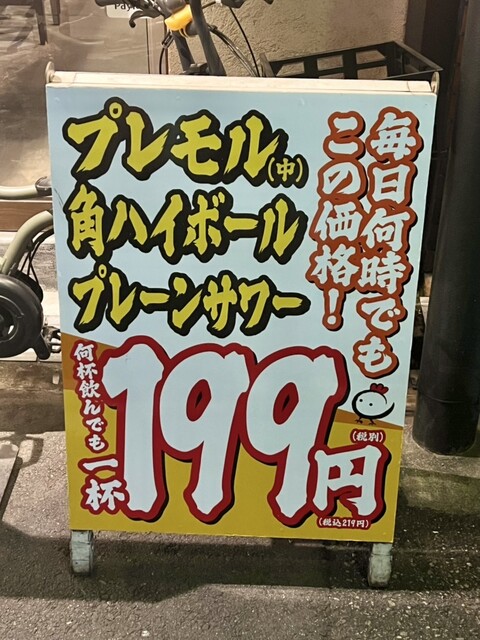 毎日何時でも
この価格！
プレモル(中)
角ハイボール
プレーンサワー
何杯飲んでも一杯
199円
(税別)
(税込219円)
Pay